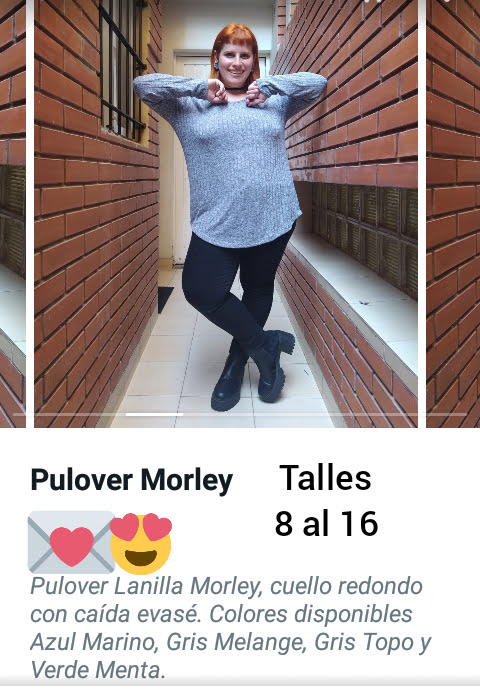 Pulover Morley
Talles
8 al 16
Pulover Lanilla Morley, cuello redondo
con caída evasé. Colores disponibles
Azul Marino, Gris Melange, Gris Topo y
Verde Menta.